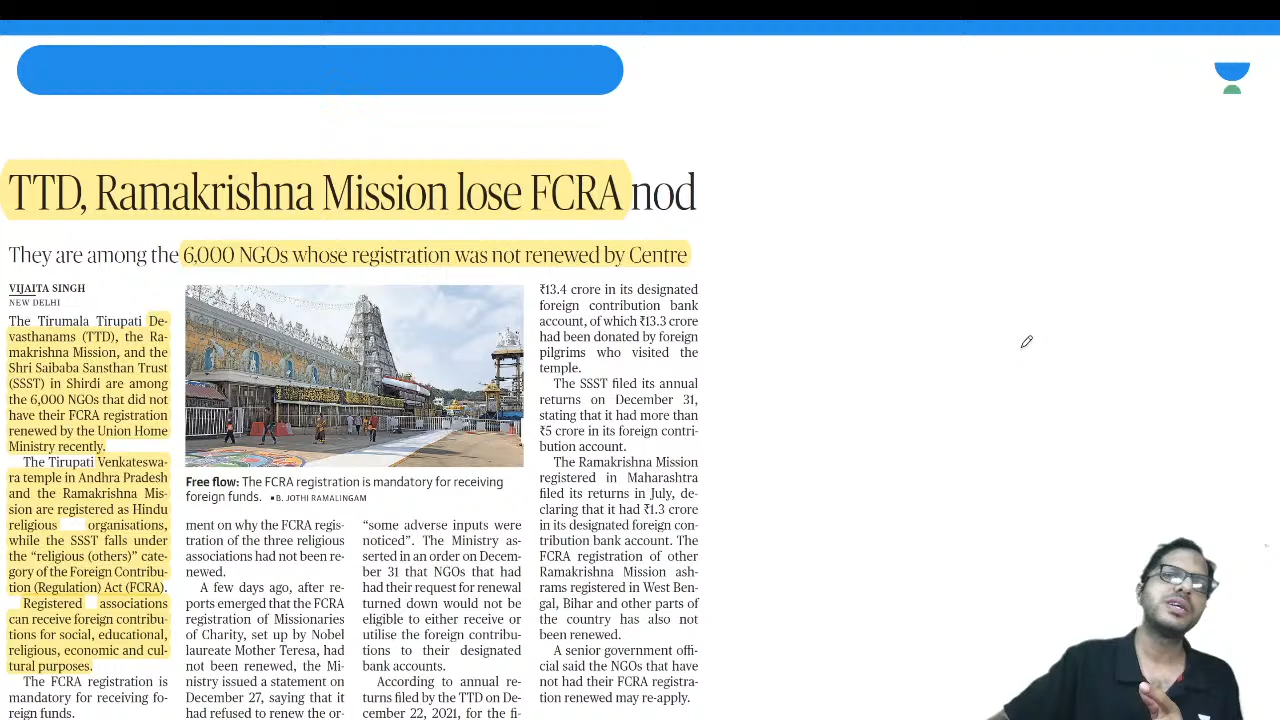 TTD, Ramakrishna Mission lose FCRA nod
They are among the 6,000 NGOs whose registration was not renewed by Centre
VIJAITA SINGH
NEW DELHI
The Tirumala Tirupati De-
vasthanams (TTD), the Ra-
makrishna Mission, and the
Shri Saibaba Sansthan Trust
(SSST) in Shirdi are among
the 6,000 NGOs that did not
have their FCRA registration
renewed by the Union Home
Ministry recently.
The Tirupati Venkateswa-
ra temple in Andhra Pradesh
and the Ramakrishna Mis-
sion are registered as Hindu
religious organisations,
while the SSST falls under
the “religious (others)” cate-
gory of the Foreign Contribu-
tion (Regulation) Act (FCRA).
Registered associations
can receive foreign contribu-
tions for social, educational,
religious, economic and cul-
tural purposes.
The FCRA registration is
mandatory for receiving fo-
reign funds.
Free flow: The FCRA registration is mandatory for receiving
foreign funds. ■ B. JOTHI RAMALINGAM
ment on why the FCRA regis-
tration of the three religious
associations had not been re-
newed.
A few days ago, after re-
ports emerged that the FCRA
registration of Missionaries
of Charity, set up by Nobel
laureate Mother Teresa, had
not been renewed, the Mi-
nistry issued a statement on
December 27, saying that it
had refused to renew the or-
“some adverse inputs were
noticed”. The Ministry as-
serted in an order on Decem-
ber 31 that NGOs that had
had their request for renewal
turned down would not be
eligible to either receive or
utilise the foreign contribu-
tions to their designated
bank accounts.
According to annual re-
turns filed by the TTD on De-
cember 22, 2021, for the fi-
₹13.4 crore in its designated
foreign contribution bank
account, of which ₹13.3 crore
had been donated by foreign
pilgrims who visited the
temple.
The SSST filed its annual
returns on December 31,
stating that it had more than
₹5 crore in its foreign contri-
bution account.
The Ramakrishna Mission
registered in Maharashtra
filed its returns in July, de-
claring that it had ₹1.3 crore
in its designated foreign con-
tribution bank account. The
FCRA registration of other
Ramakrishna Mission ash-
rams registered in West Ben-
gal, Bihar and other parts of
the country has also not
been renewed.
A senior government offi-
cial said the NGOs that have
not had their FCRA registra-
tion renewed may re-apply.